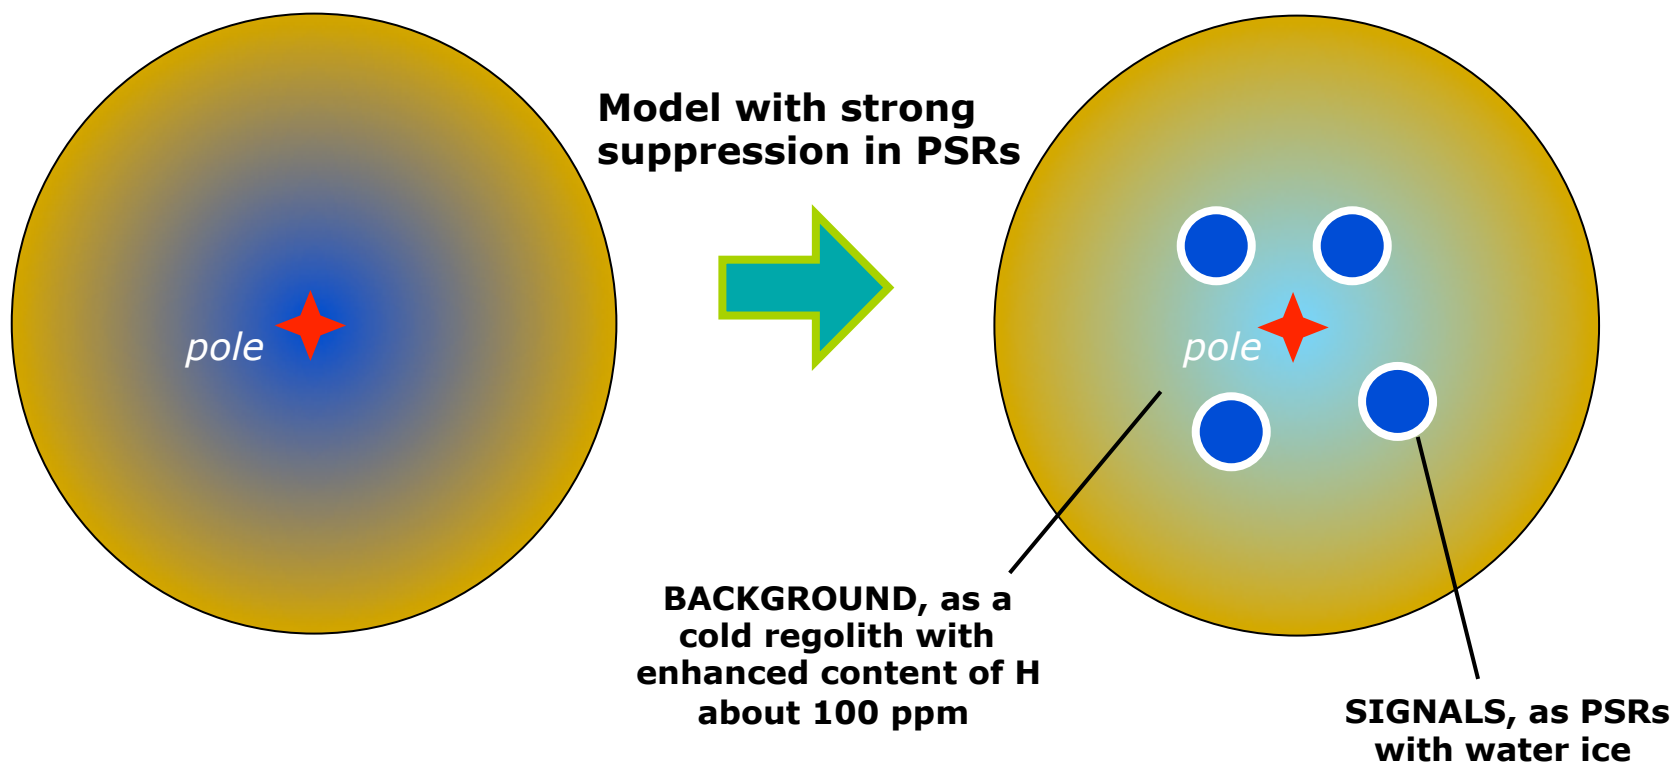 Model with strong
suppression in PSRs
pole
pole
BACKGROUND, as a
cold regolith with
enhanced content of H
about 100 ppm
SIGNALS, as PSRs
with water ice